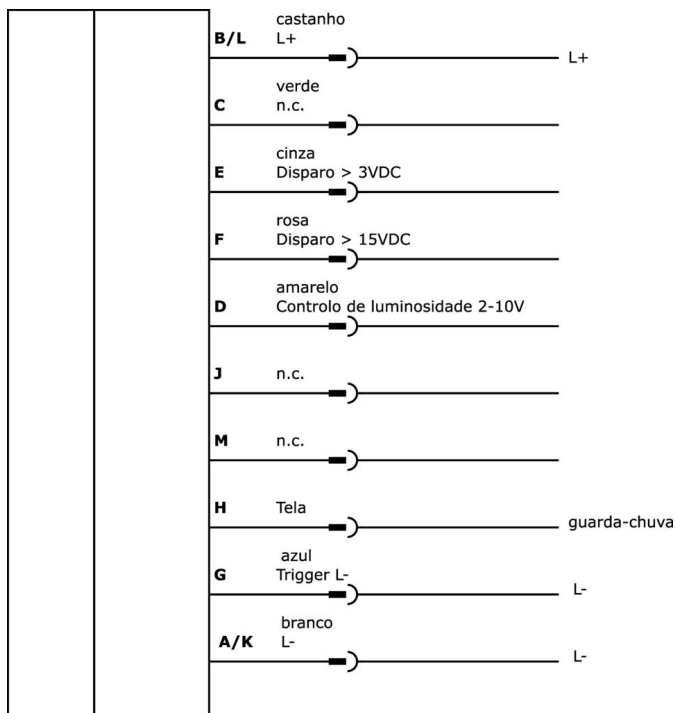 castanho
B/L L+
L+
verde
C n.c.
cinza
E Disparo > 3VDC
rosa
F Disparo > 15VDC
amarelo
D Controlo de luminosidade 2-10V
J n.c.
M n.c.
H Tela
guarda-chuva
azul
G Trigger L-
L-
branco
A/K L-
L-